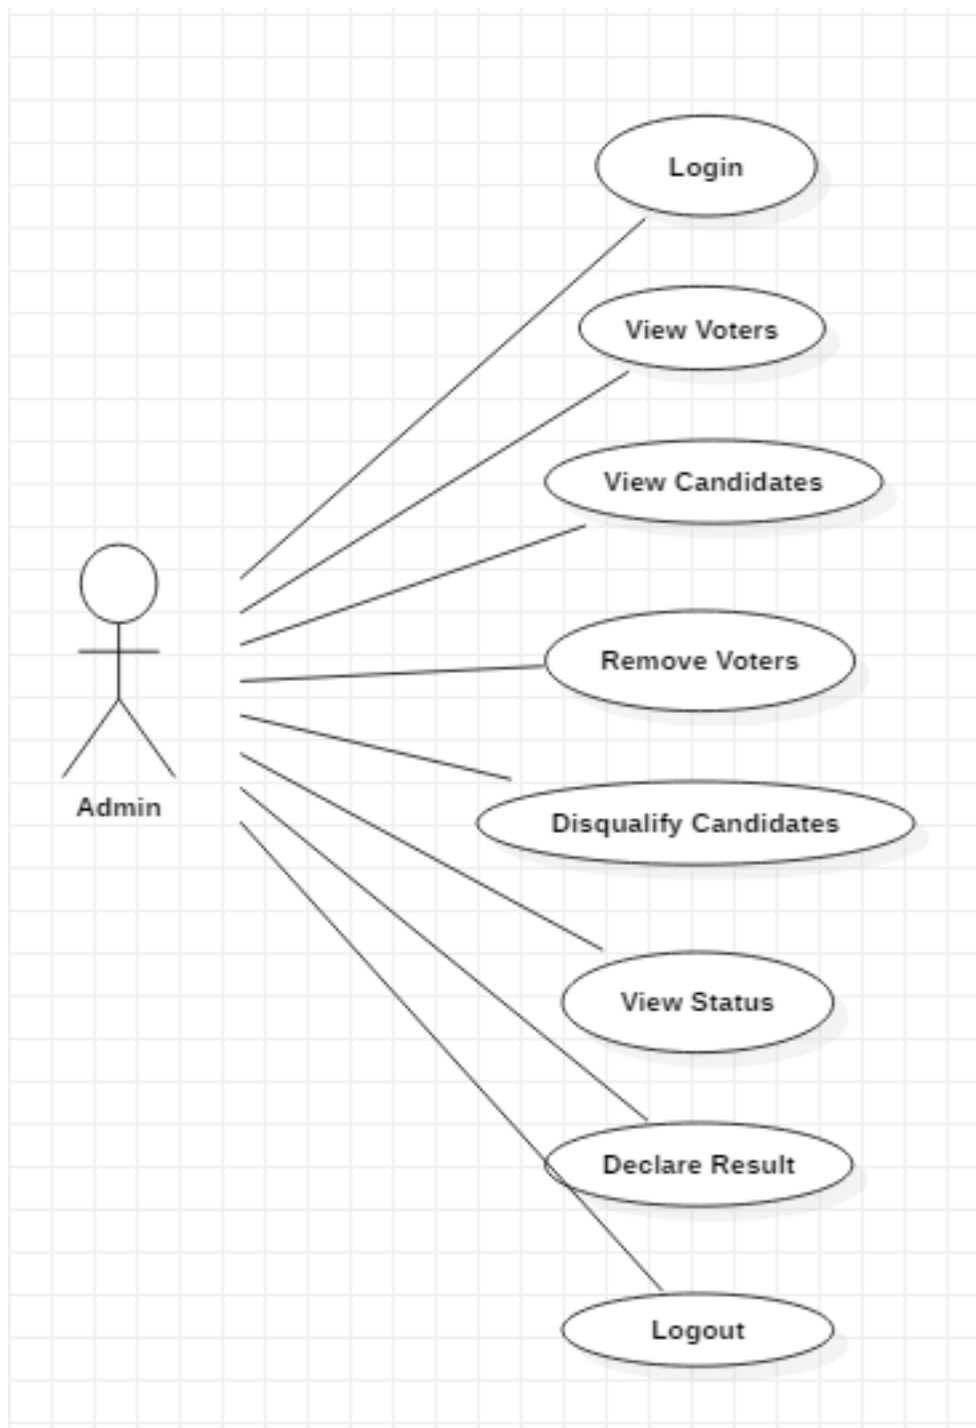 Login
View Voters
View Candidates
Remove Voters
Admin
Disqualify Candidates
View Status
Declare Result
Logout